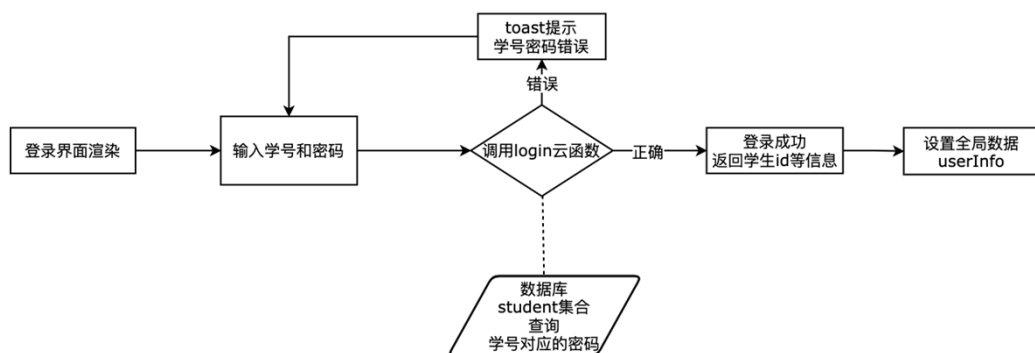 toast提示
学号密码错误
错误
登录界面渲染
输入学号和密码
调用login云函数
正确
登录成功
返回学生id等信息
设置全局数据
userInfo
数据库
student集合
查询
学号对应的密码